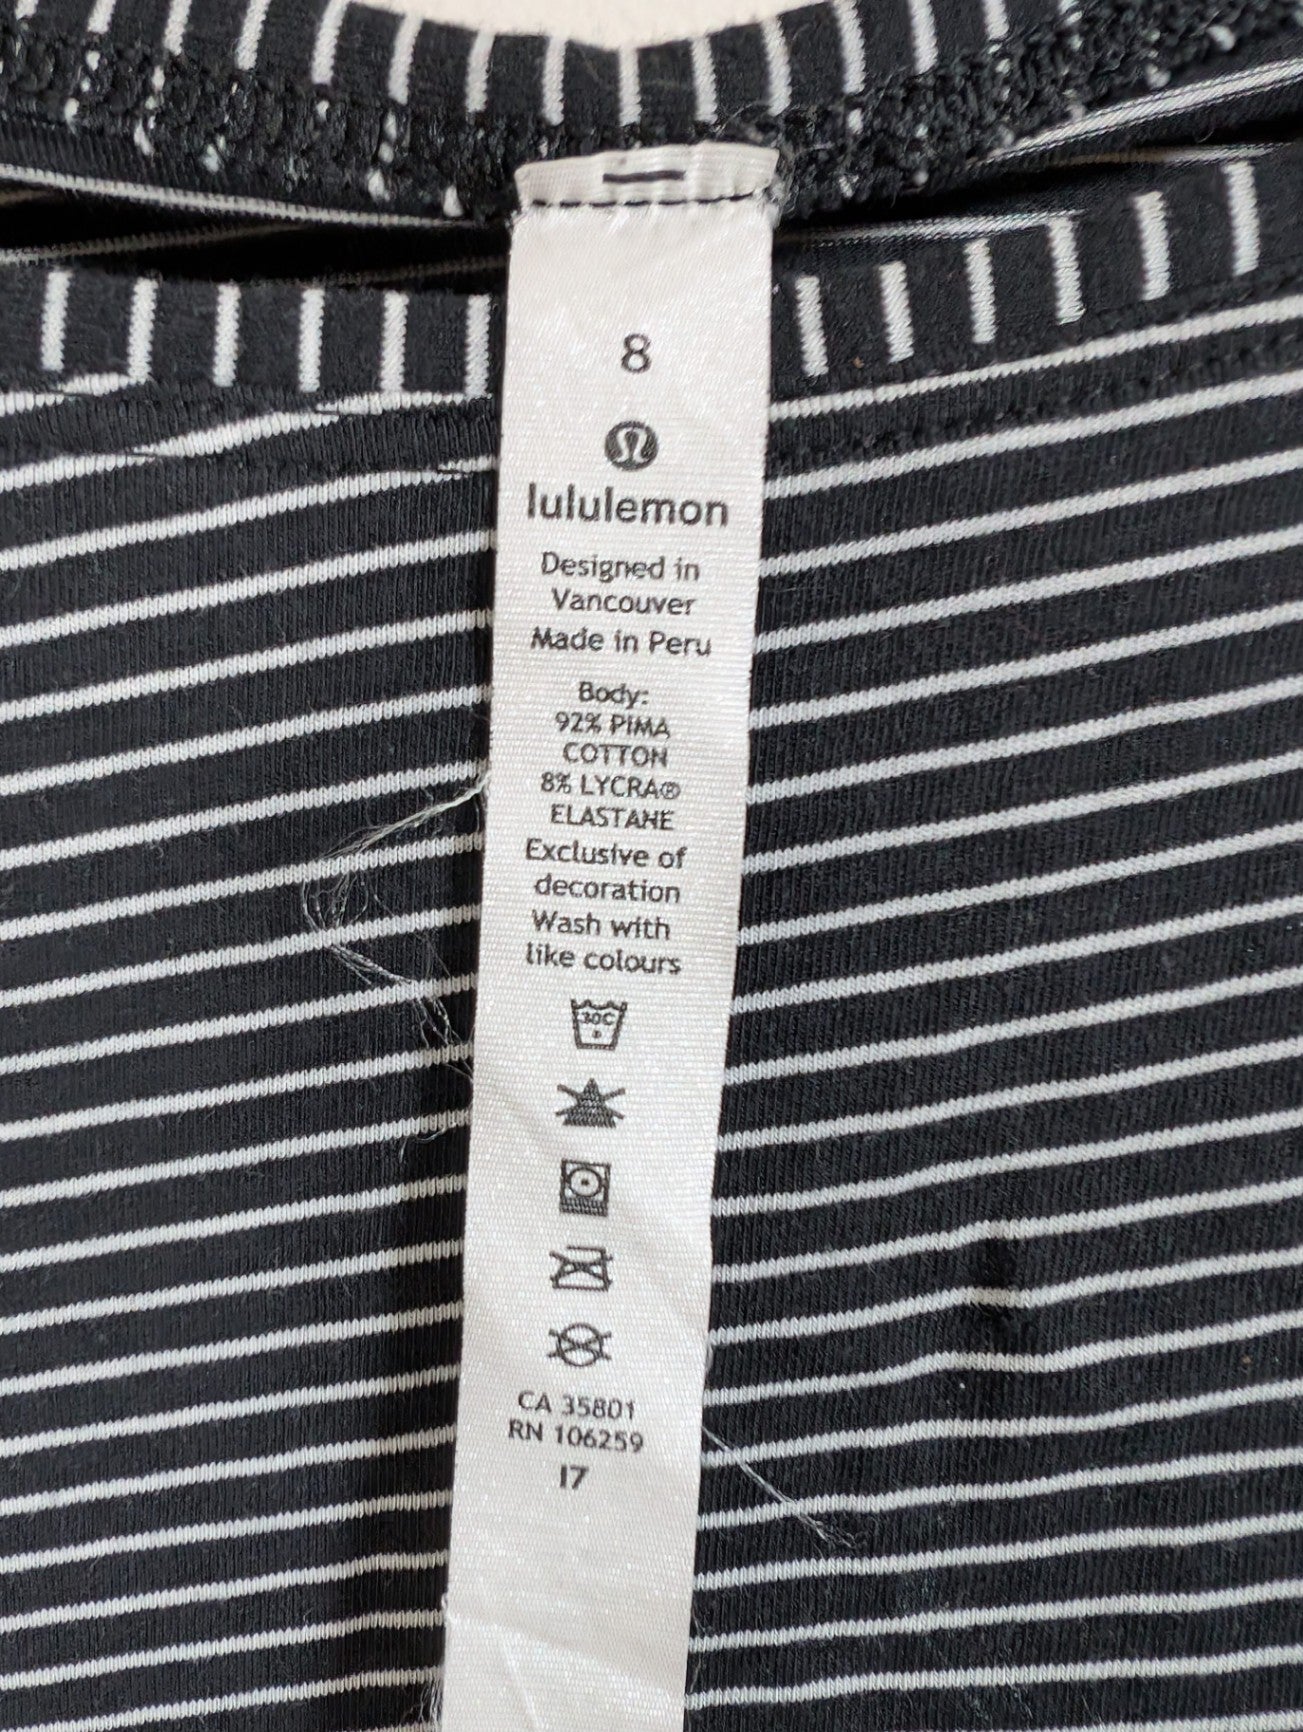 8
lululemon
Designed in
Vancouver
Made in Peru
Body:
92% PIMA
COTTON
8% LYCRA®
ELASTANE
Exclusive of
decoration
Wash with
like colours
30C
CA 35801
RN 106259
17